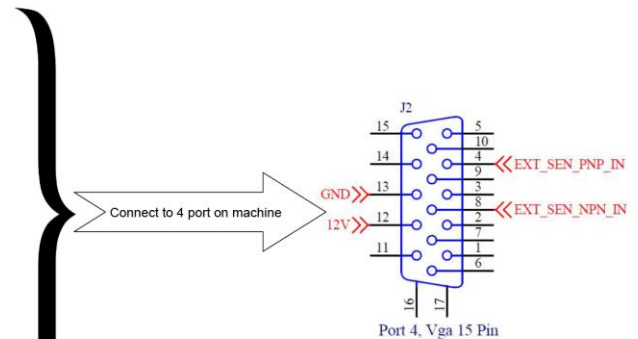 J2
15
5
10
14
4
EXT_SEN_PNP_IN
9
GND
13
3
Connect to 4 port on machine
8
EXT_SEN_NPN_IN
12V
12
2
7
11
1
6
16
17
Port 4, Vga 15 Pin